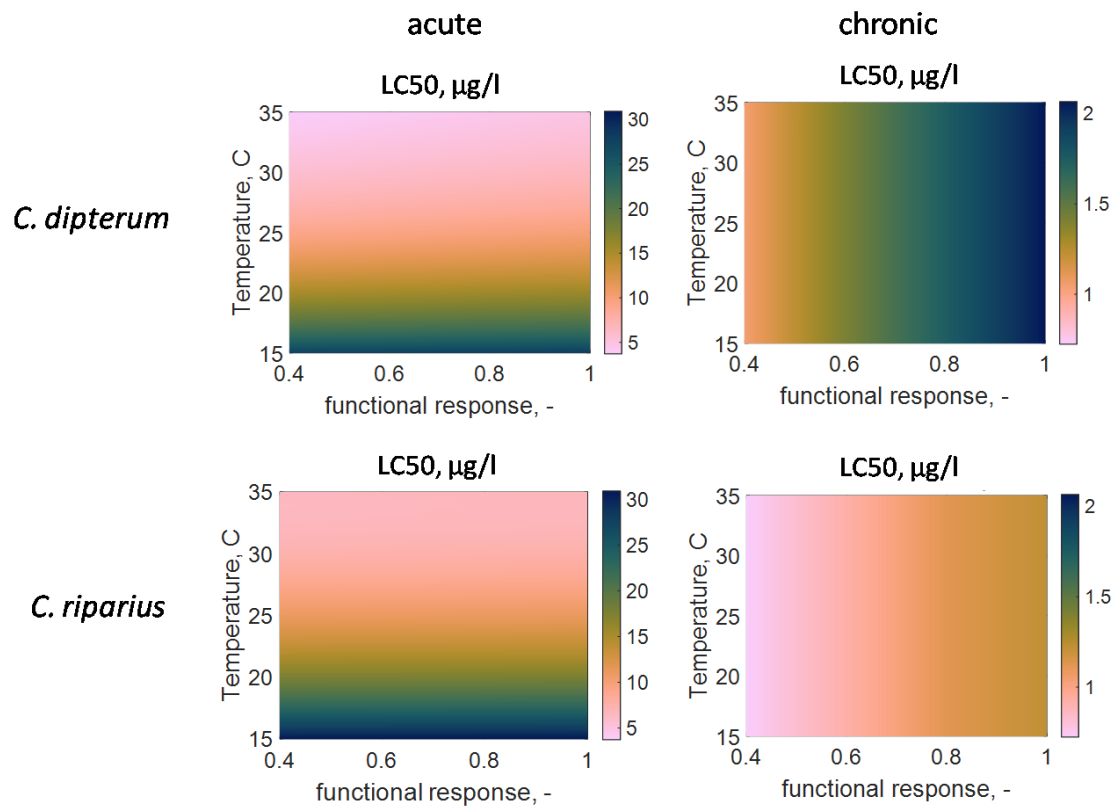 acute
chronic
LC50, µg/l
LC50, µg/l
C. dipterum
Temperature, C
35
30
25
20
15
0.4 0.6 0.8 1
functional response, -
30
25
20
15
10
5
Temperature, C
35
30
25
20
15
0.4 0.6 0.8 1
functional response, -
2
1.5
1
LC50, µg/l
LC50, µg/l
C. riparius
Temperature, C
35
30
25
20
15
0.4 0.6 0.8 1
functional response, -
30
25
20
15
10
5
Temperature, C
35
30
25
20
15
0.4 0.6 0.8 1
functional response, -
2
1.5
1